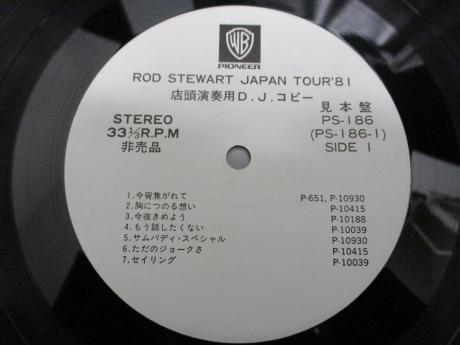 WB
PIONEER
ROD STEWART JAPAN TOUR'81
店頭演奏用D.J.コピー
見本盤
STEREO
PS-186
33⅓R.P.M
(PS-186-1)
非売品
SIDE 1
1.今宵焦がれて P-651, P-10930
2.胸につのる想い P-10415
3.今夜きめよう P-10188
4.もう話したくない P-10039
5.サムバディ・スペシャル P-10930
6.ただのジョークさ P-10415
7.セイリング P-10039